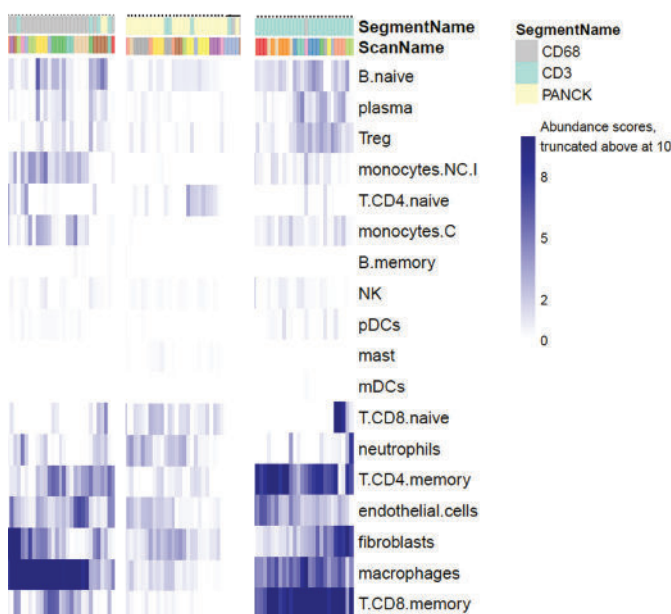 SegmentName
ScanName
B.naive
plasma
Treg
monocytes.NC.I
T.CD4.naive
monocytes.C
B.memory
NK
pDCs
mast
mDCs
T.CD8.naive
neutrophils
T.CD4.memory
endothelial.cells
fibroblasts
macrophages
T.CD8.memory
SegmentName
CD68
CD3
PANCK
Abundance scores,
truncated above at 10
8
5
2
0